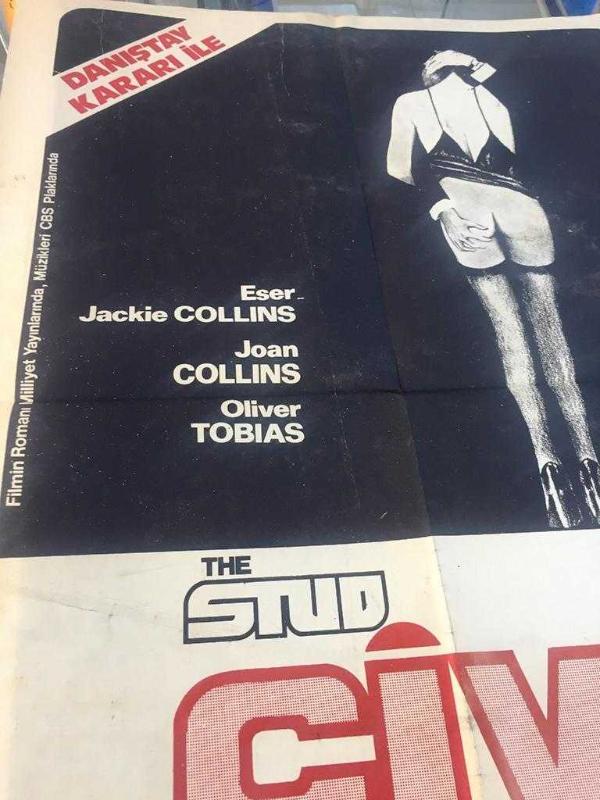 DANIŞTAY
KARARI İLE
Filmin Romanı Milliyet Yayınlarında, Müzikleri CBS Plaklarında
Eser
Jackie COLLINS
Joan
COLLINS
Oliver
TOBIAS
THE
STUD